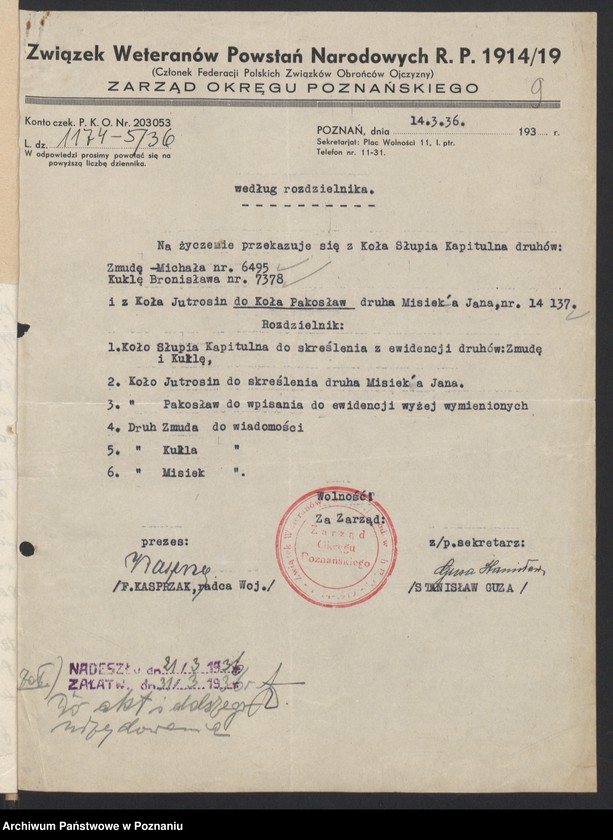 Związek Weteranów Powstań Narodowych R. P. 1914/19
(Członek Federacji Polskich Związków Obrońców Ojczyzny)
ZARZĄD OKRĘGU POZNAŃSKIEGO
9
Konto czek. P. K. O. Nr. 203053
L. dz. 1174-5/36
W odpowiedzi prosimy powołać się na
powyższą liczbę dziennika.
POZNAŃ, dnia 14.3.36. 193 r.
Sekretarjat: Plac Wolności 11, I. ptr.
Telefon nr. 11-31.
według rozdzielnika.
Na życzenie przekazuje się z Koła Słupia Kapitulna druhów:
Zmudę -Michała nr. 6495
Kuklę Bronisława nr. 7378
i z Koła Jutrosin do Koła Pakosław druha Misiek´a Jana,nr. 14 137.
Rozdzielnik:
1.Koło Słupia Kapitulna do skreślenia z ewidencji druhów:Zmudę
i Kuklę,
2. Koło Jutrosin do skreślenia druha Misiek´a Jana.
3. " Pakosław do wpisania do ewidencji wyżej wymienionych
4. Druh Zmuda do wiadomości
5. " Kukla "
6. " Misiek ".
Wolność!
Za Zarząd:
Zarząd
Okręgu
Poznańskiego
prezes:
z/p.sekretarz:
/F.KASPRZAK,radca Woj./
/STANISŁAW GUZA /
NADESZŁO dn. 21/3 1936 r.
ZAŁATW. dn. 31/3 1936 r.
Do akt i dalszego
urzędowania
Archiwum Państwowe w Poznaniu